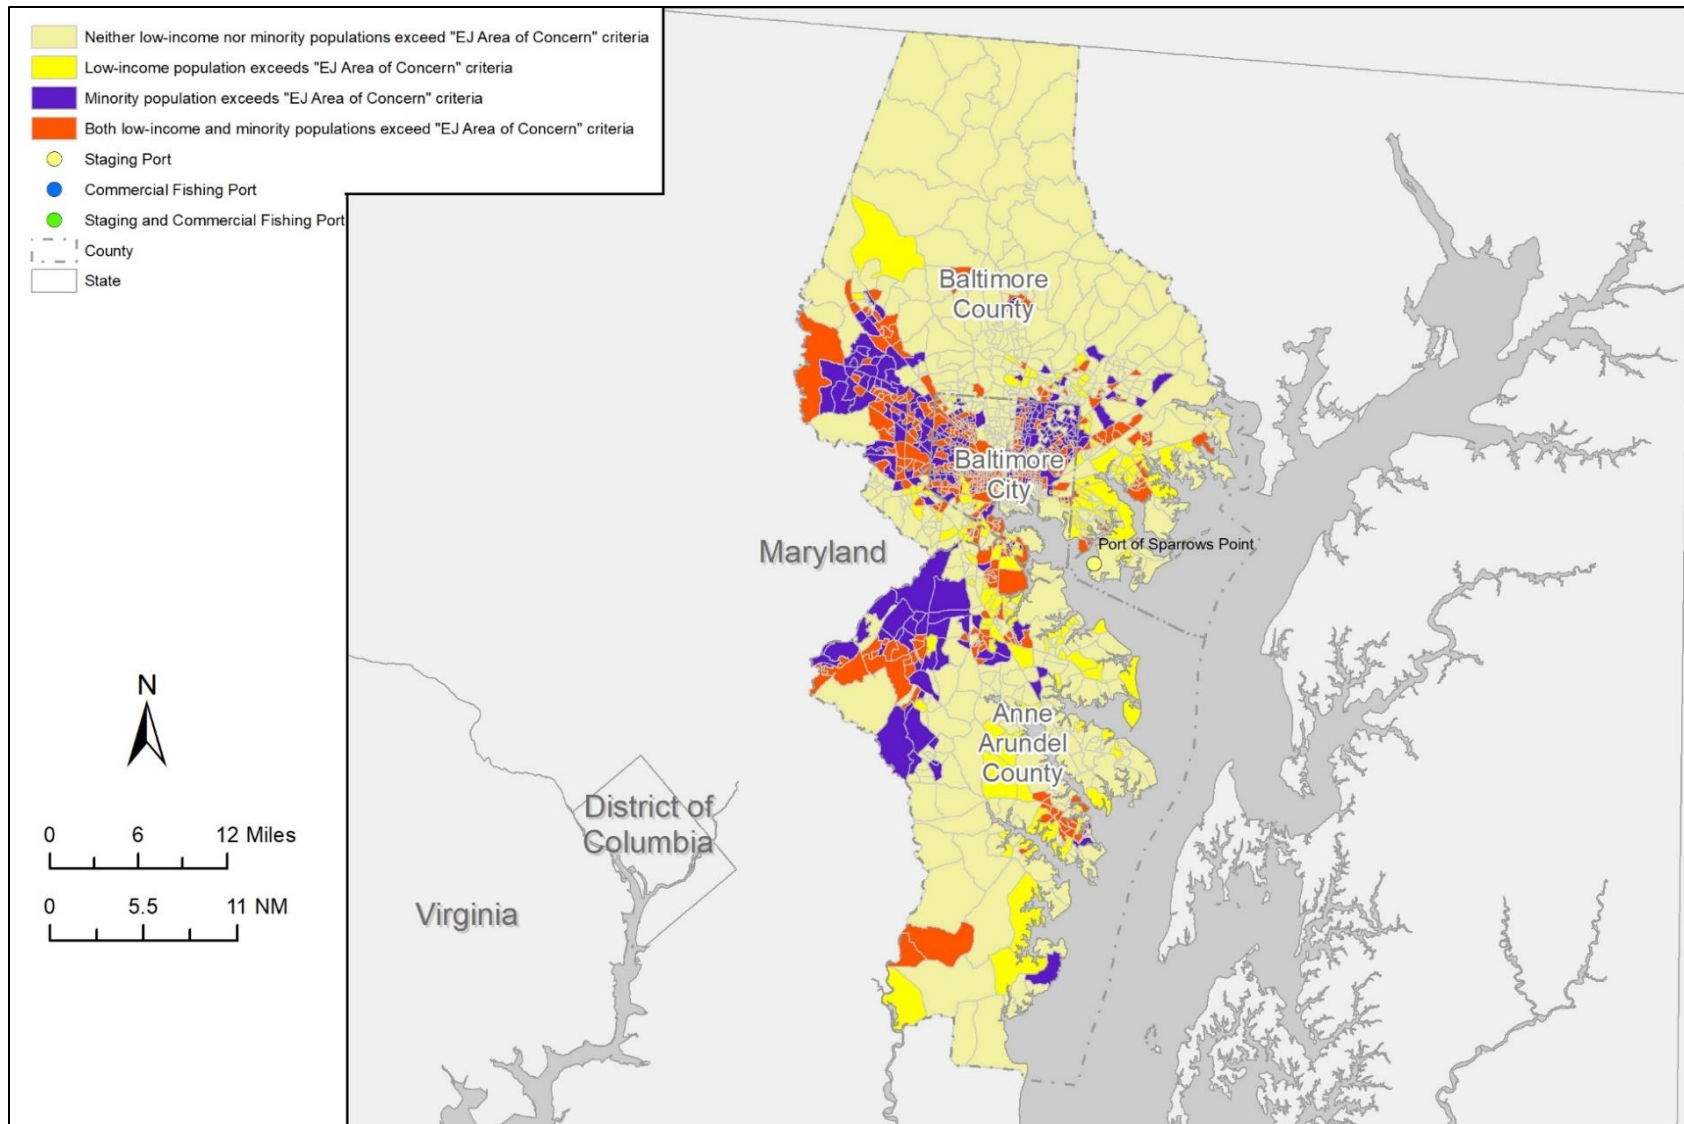 Neither low-income nor minority populations exceed "EJ Area of Concern" criteria
Low-income population exceeds "EJ Area of Concern" criteria
Minority population exceeds "EJ Area of Concern" criteria
Both low-income and minority populations exceed "EJ Area of Concern" criteria
Staging Port
Commercial Fishing Port
Staging and Commercial Fishing Port
County
State
Baltimore
County
Baltimore
City
Port of Sparrows Point
Maryland
Anne
Arundel
County
N
District of
Columbia
Virginia
0 6 12 Miles
0 5.5 11 NM